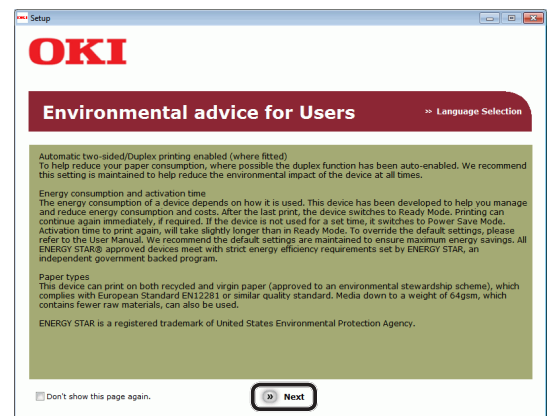 OKI Setup
OKI
Environmental advice for Users
» Language Selection
Automatic two-sided/Duplex printing enabled (where fitted)
To help reduce your paper consumption, where possible the duplex function has been auto-enabled. We recommend
this setting is maintained to help reduce the environmental impact of the device at all times.
Energy consumption and activation time
The energy consumption of a device depends on how it is used. This device has been developed to help you manage
and reduce energy consumption and costs. After the last print, the device switches to Ready Mode. Printing can
continue again immediately, if required. If the device is not used for a set time, it switches to Power Save Mode.
Activation time to print again, will take slightly longer than in Ready Mode. To override the default settings, please
refer to the User Manual. We recommend the default settings are maintained to ensure maximum energy savings. All
ENERGY STAR® approved devices meet with strict energy efficiency requirements set by ENERGY STAR, an
independent government backed program.
Paper types
This device can print on both recycled and virgin paper (approved to an environmental stewardship scheme), which
complies with European Standard EN12281 or similar quality standard. Media down to a weight of 64gsm, which
contains fewer raw materials, can also be used.
ENERGY STAR is a registered trademark of United States Environmental Protection Agency.
Don't show this page again.
» Next